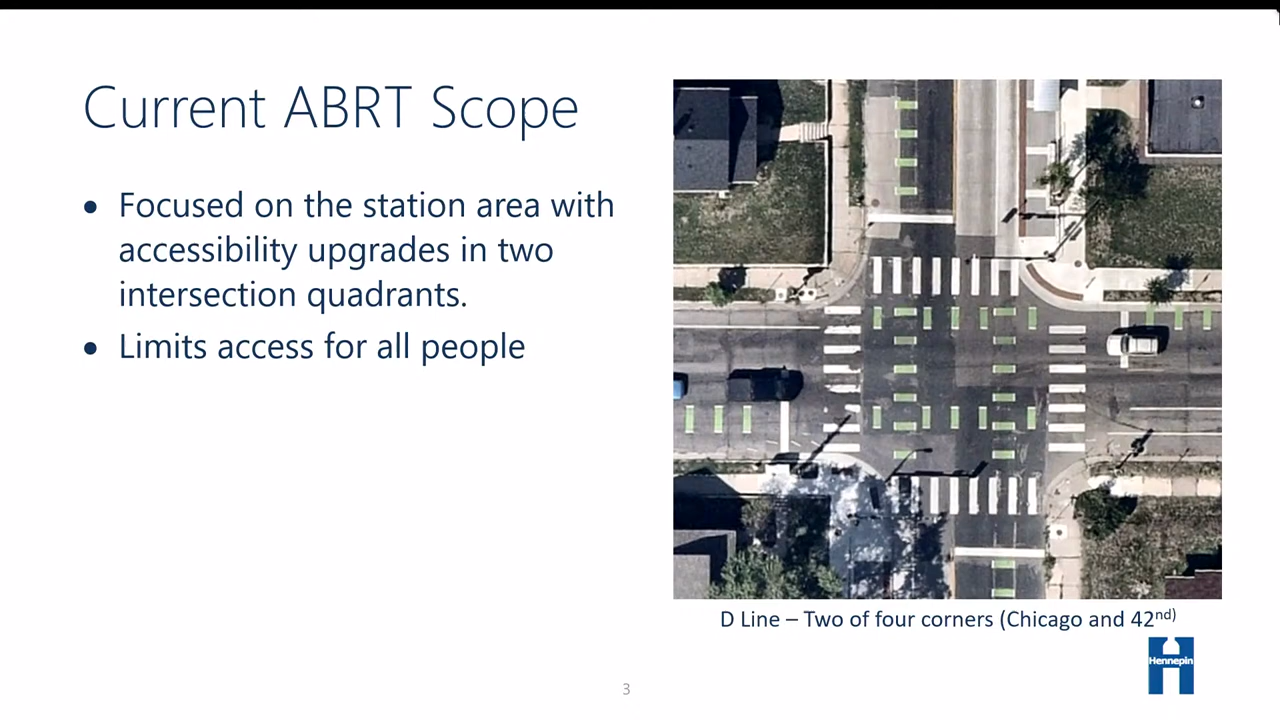 Current ABRT Scope
• Focused on the station area with
accessibility upgrades in two
intersection quadrants.
• Limits access for all people
D Line – Two of four corners (Chicago and 42nd)
Hennepin
3